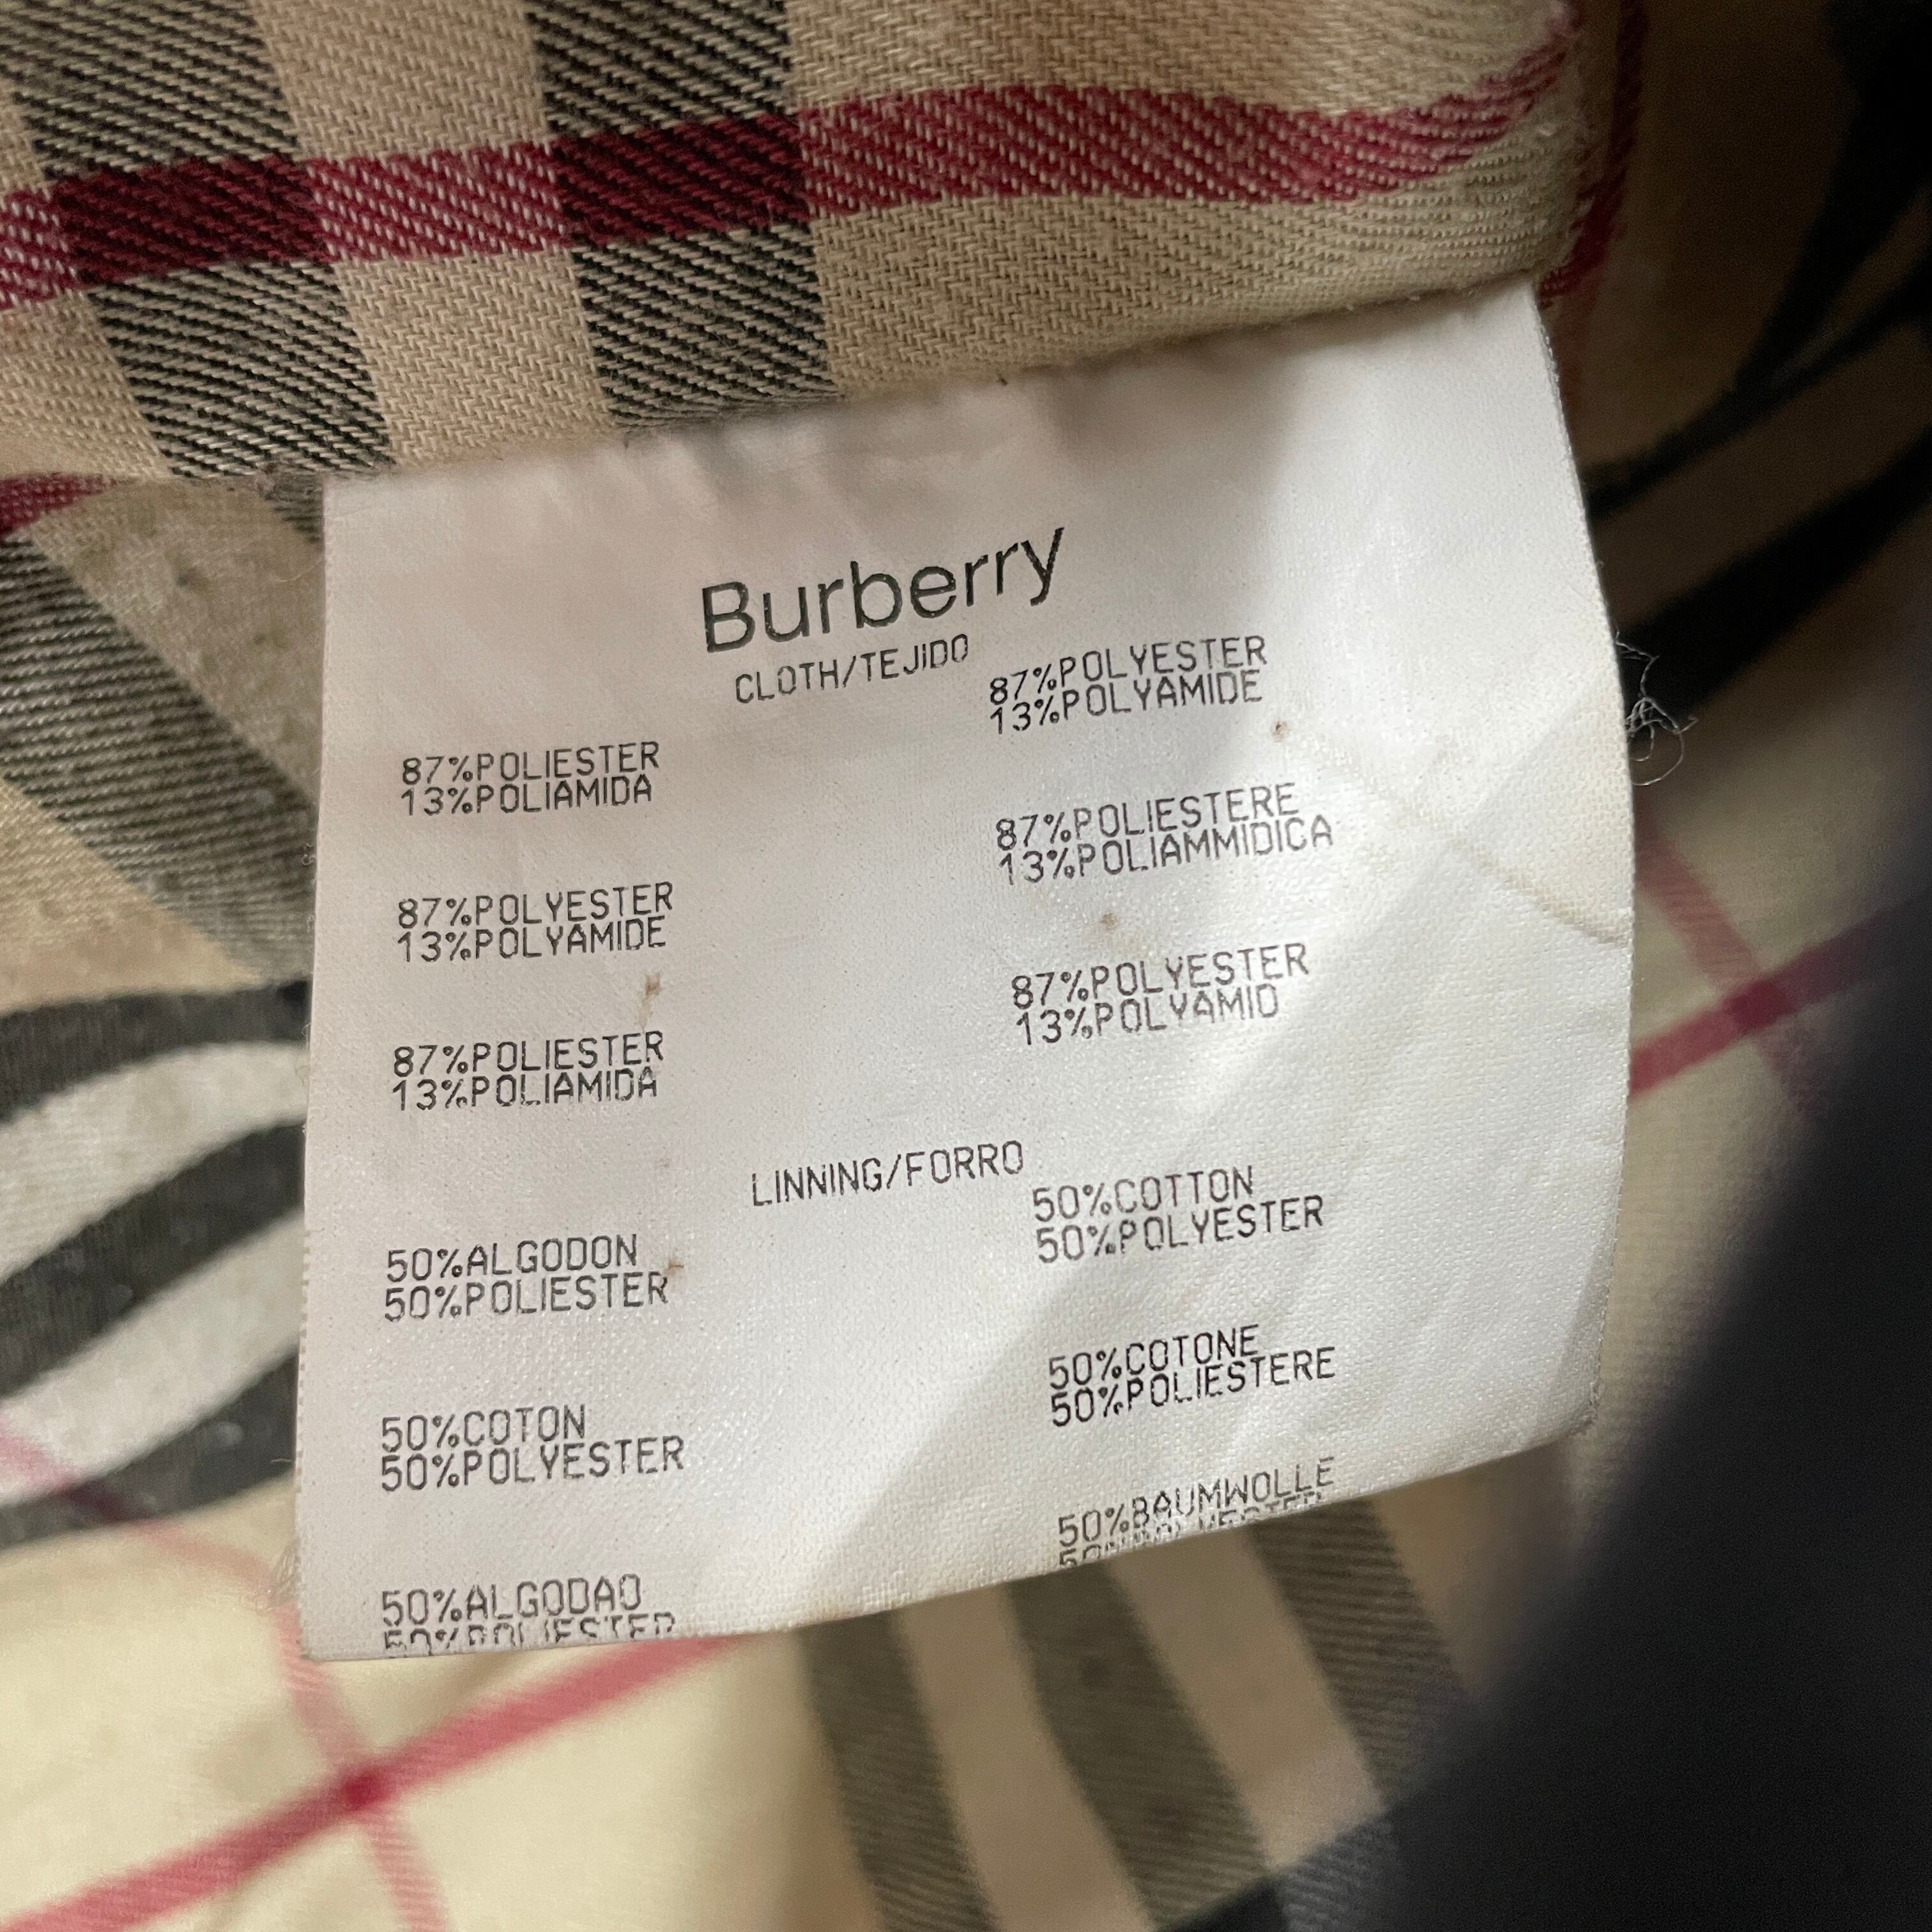 Burberry
CLOTH/TEJIDO
87%POLYESTER
13%POLYAMIDE
87%POLIESTER
13%POLIAMIDA
87%POLIESTERE
13%POLIAMMIDICA
87%POLYESTER
13%POLYAMIDE
87%POLYESTER
13%POLYAMID
87%POLIESTER
13%POLIAMIDA
LINNING/FORRO
50%COTTON
50%POLYESTER
50%ALGODON
50%POLIESTER
50%COTONE
50%POLIESTERE
50%COTON
50%POLYESTER
50%BAUMWOLLE
50%ALGODAO
50%POLIESTER